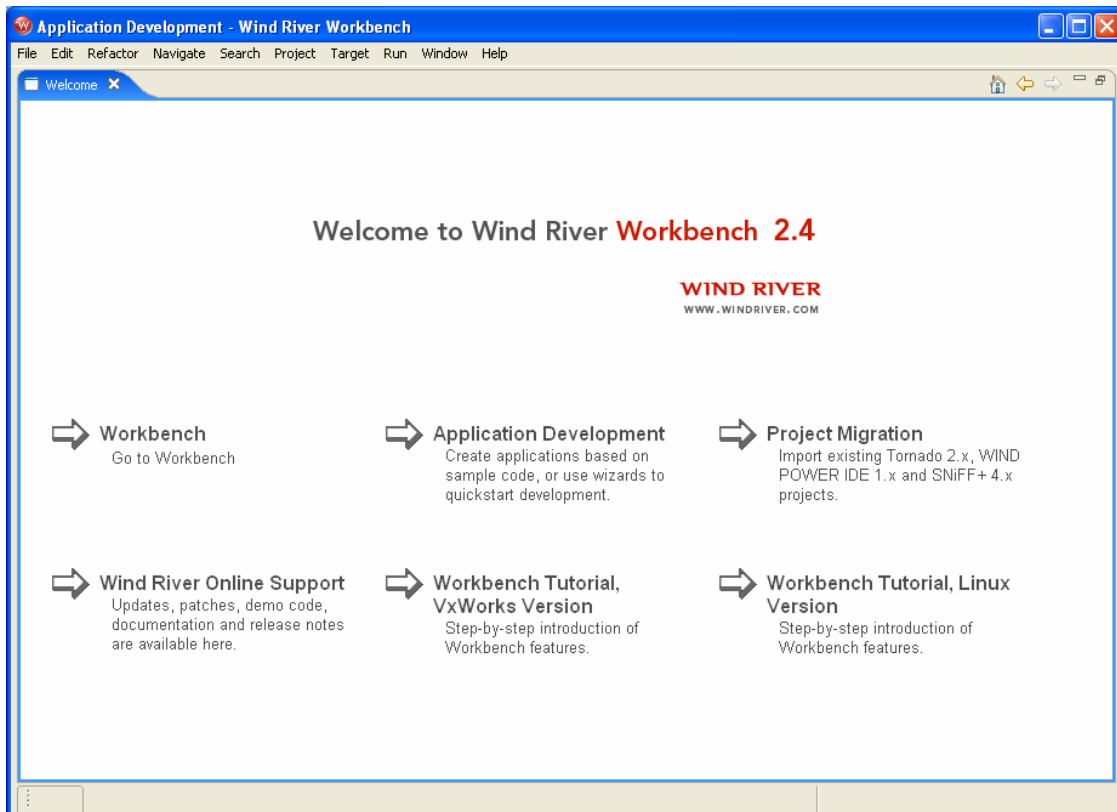 Application Development - Wind River Workbench
File Edit Refactor Navigate Search Project Target Run Window Help
Welcome
Welcome to Wind River Workbench 2.4
WIND RIVER
WWW.WINDRIVER.COM
Workbench
Go to Workbench
Application Development
Create applications based on
sample code, or use wizards to
quickstart development.
Project Migration
Import existing Tornado 2.x, WIND
POWER IDE 1.x and SNiFF+ 4.x
projects.
Wind River Online Support
Updates, patches, demo code,
documentation and release notes
are available here.
Workbench Tutorial,
VxWorks Version
Step-by-step introduction of
Workbench features.
Workbench Tutorial, Linux
Version
Step-by-step introduction of
Workbench features.